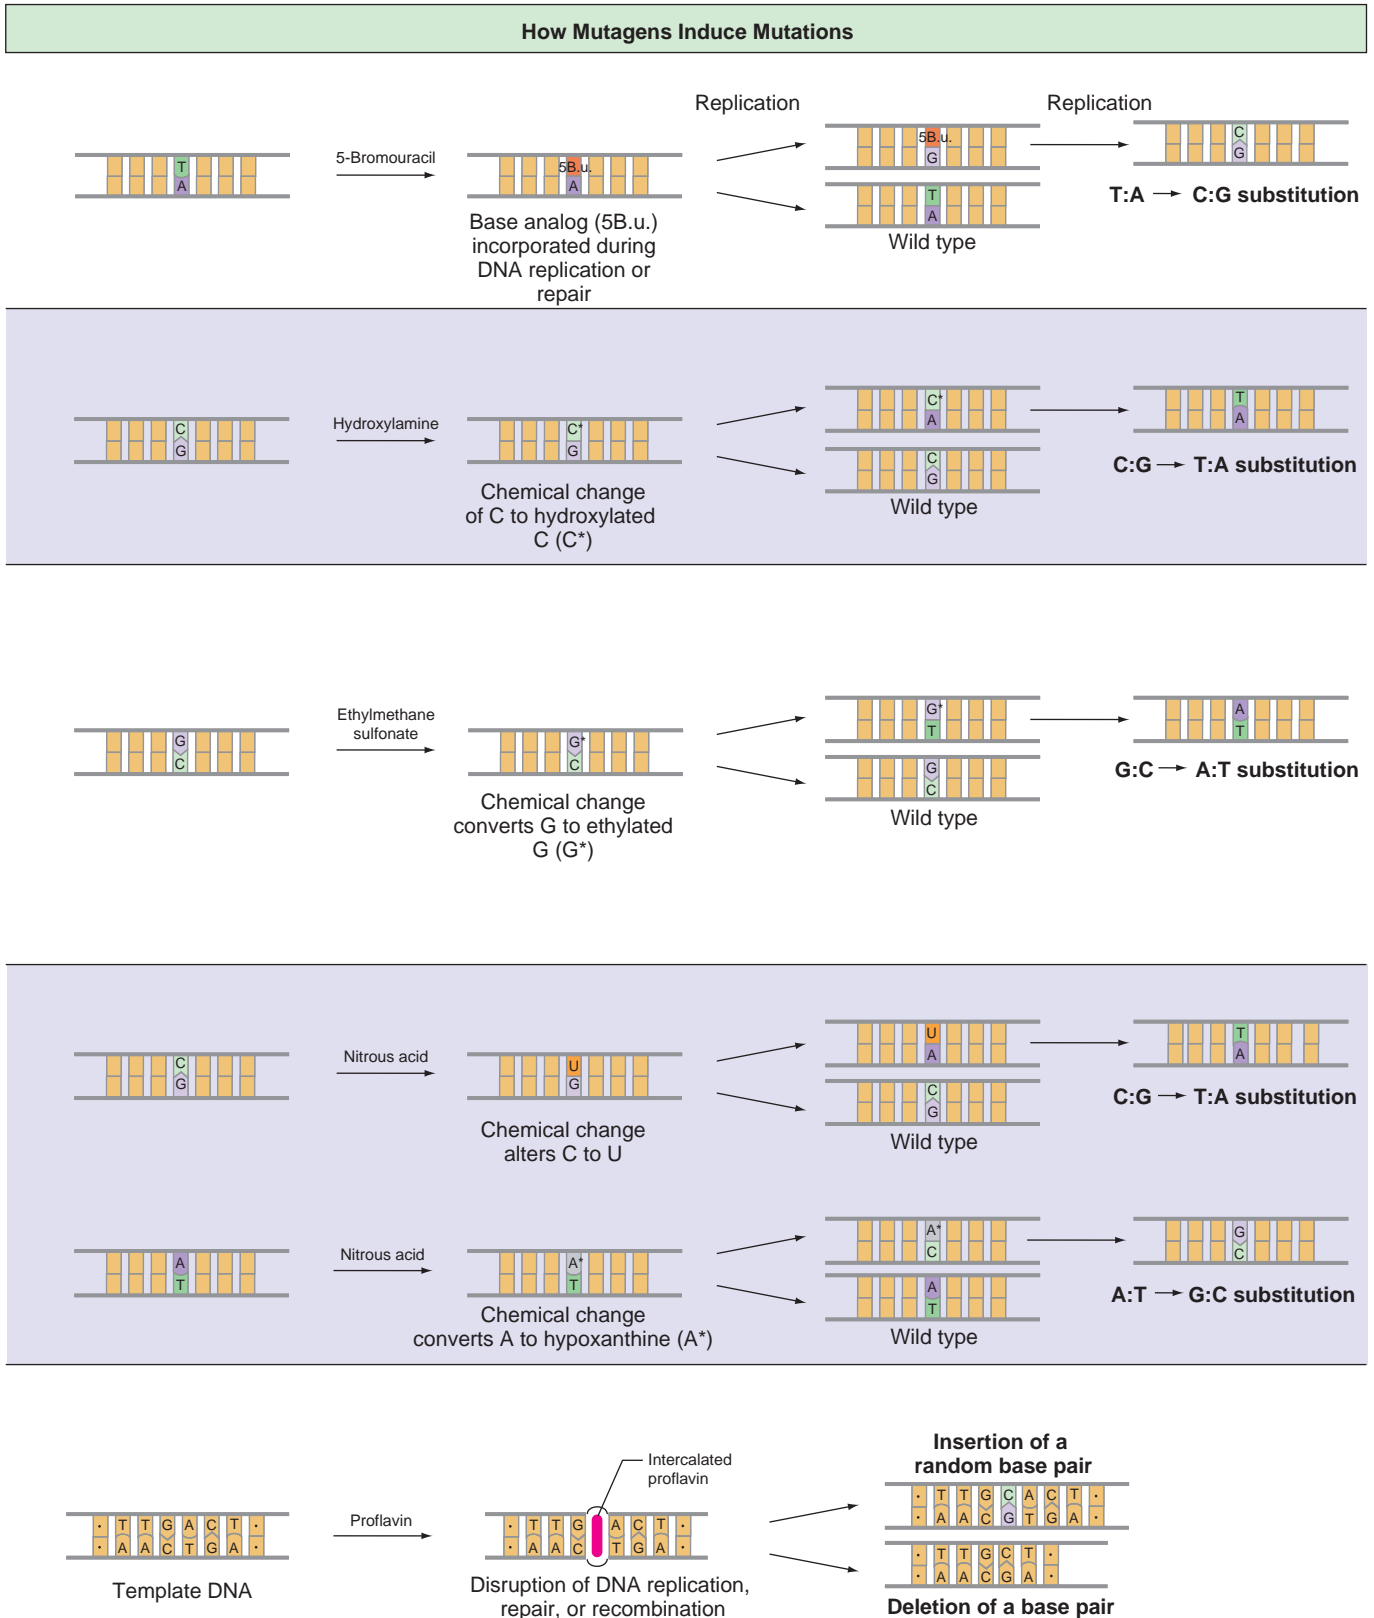 How Mutagens Induce Mutations
Replication
Replication
T
A
5-Bromouracil
5B.u.
A
Base analog (5B.u.)
incorporated during
DNA replication or
repair
5B.u.
G
T
A
Wild type
C
G
T:A → C:G substitution
C
G
Hydroxylamine
C*
G
Chemical change
of C to hydroxylated
C (C*)
C*
A
C
G
Wild type
T
A
C:G → T:A substitution
G
C
Ethylmethane
sulfonate
G*
C
Chemical change
converts G to ethylated
G (G*)
G*
T
G
C
Wild type
A
T
G:C → A:T substitution
C
G
Nitrous acid
U
G
Chemical change
alters C to U
U
A
C
G
Wild type
T
A
C:G → T:A substitution
A
T
Nitrous acid
A*
T
Chemical change
converts A to hypoxanthine (A*)
A*
C
A
T
Wild type
G
C
A:T → G:C substitution
· T T G A C T ·
· A A C T G A ·
Template DNA
Proflavin
Intercalated
proflavin
· T T G A C T ·
· A A C T G A ·
Disruption of DNA replication,
repair, or recombination
Insertion of a
random base pair
· T T G C A C T ·
· A A C G T G A ·
· T T G C T ·
· A A C G A ·
Deletion of a base pair